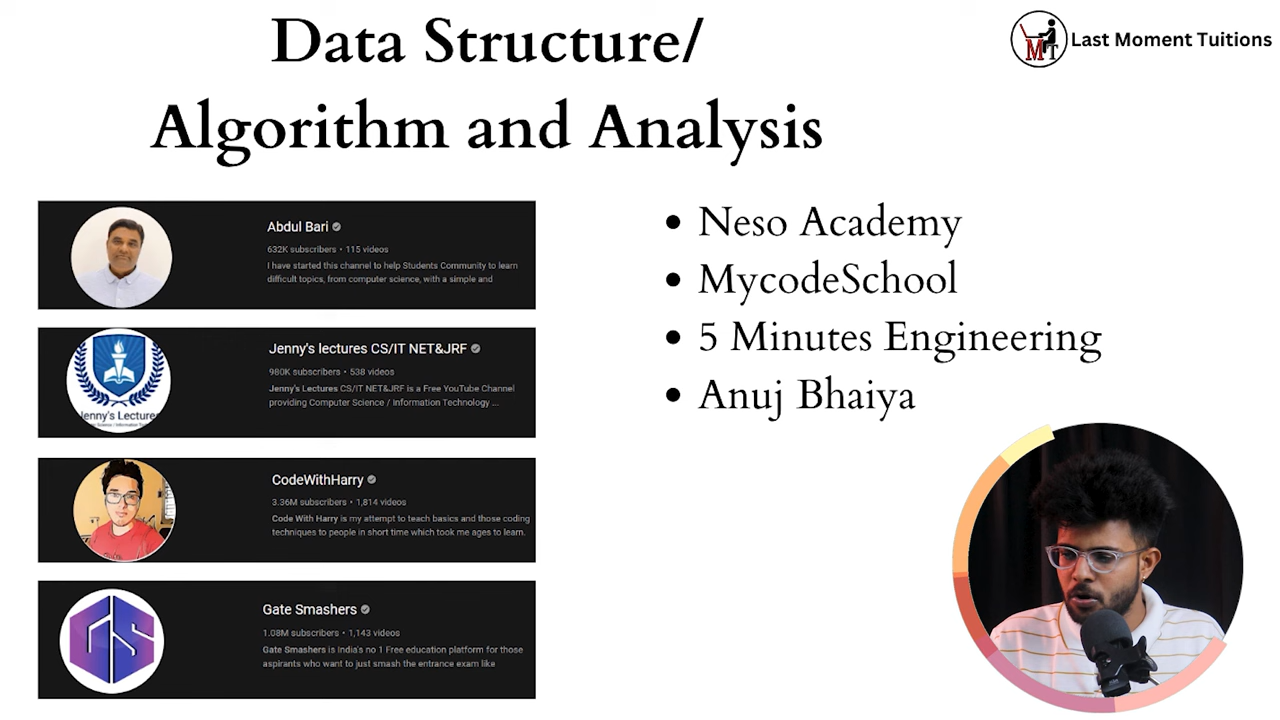 Data Structure/
Algorithm and Analysis
MT Last Moment Tuitions
Abdul Bari
632K subscribers • 115 videos
I have started this channel to help Students Community to learn
difficult topics, from computer science, with a simple and
Jenny's lectures CS/IT NET&JRF
980K subscribers • 538 videos
Jenny's Lectures CS/IT NET&JRF is a Free YouTube Channel
providing Computer Science / Information Technology ...
Jenny's Lectures
CodeWithHarry
3.36M subscribers • 1,814 videos
Code With Harry is my attempt to teach basics and those coding
techniques to people in short time which took me ages to learn.
GS
Gate Smashers
1.08M subscribers • 1,143 videos
Gate Smashers is India's no 1 Free education platform for those
aspirants who want to just smash the entrance exam like
• Neso Academy
• MycodeSchool
• 5 Minutes Engineering
• Anuj Bhaiya